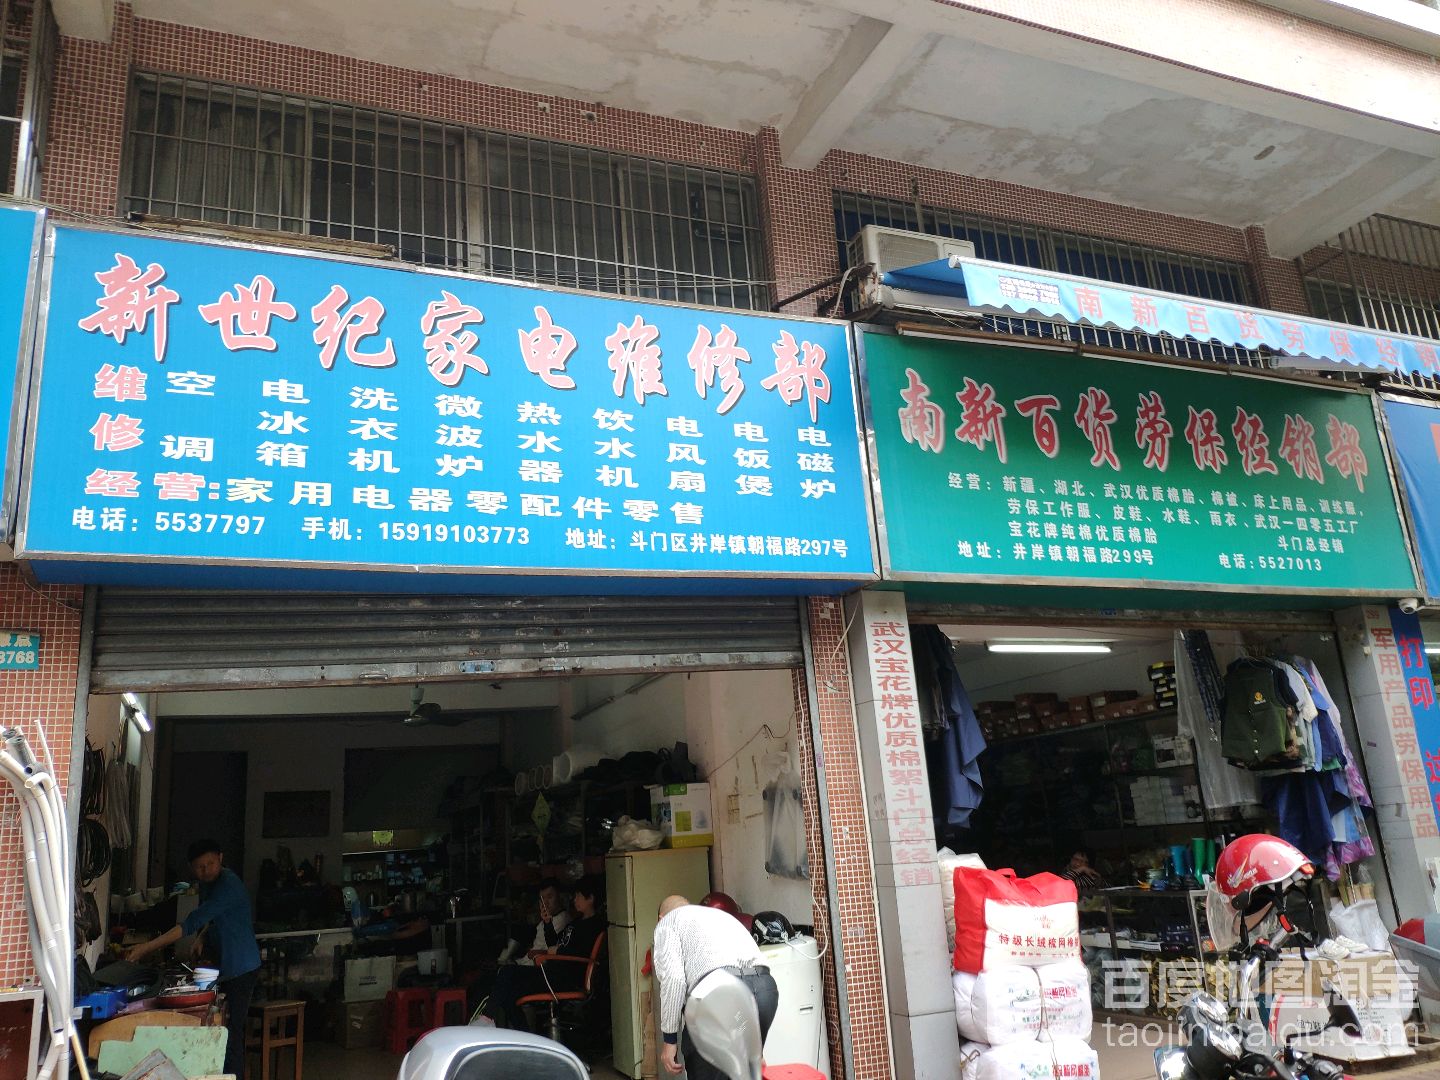 新世纪家电维修部
维修
空调
电冰箱
洗衣机
微波炉
热水器
饮水机
电风扇
电饭煲
电磁炉
经营:家用电器零配件零售
电话：5537797 手机：15919103773 地址：斗门区井岸镇朝福路297号
南新百货劳保经销
南新百货劳保经销部
经营：新疆、湖北、武汉优质棉胎、棉被、床上用品、训练服，
劳保工作服、皮鞋、水鞋、雨衣、武汉一四零五工厂
宝花牌纯棉优质棉胎 斗门总经销
地址：井岸镇朝福路299号 电话：5527013
武汉宝花牌优质棉絮斗门总经销
军用产品劳保用品
打印
3768
特级长绒梳网棉
百度地图淘金
taojin.baidu.com